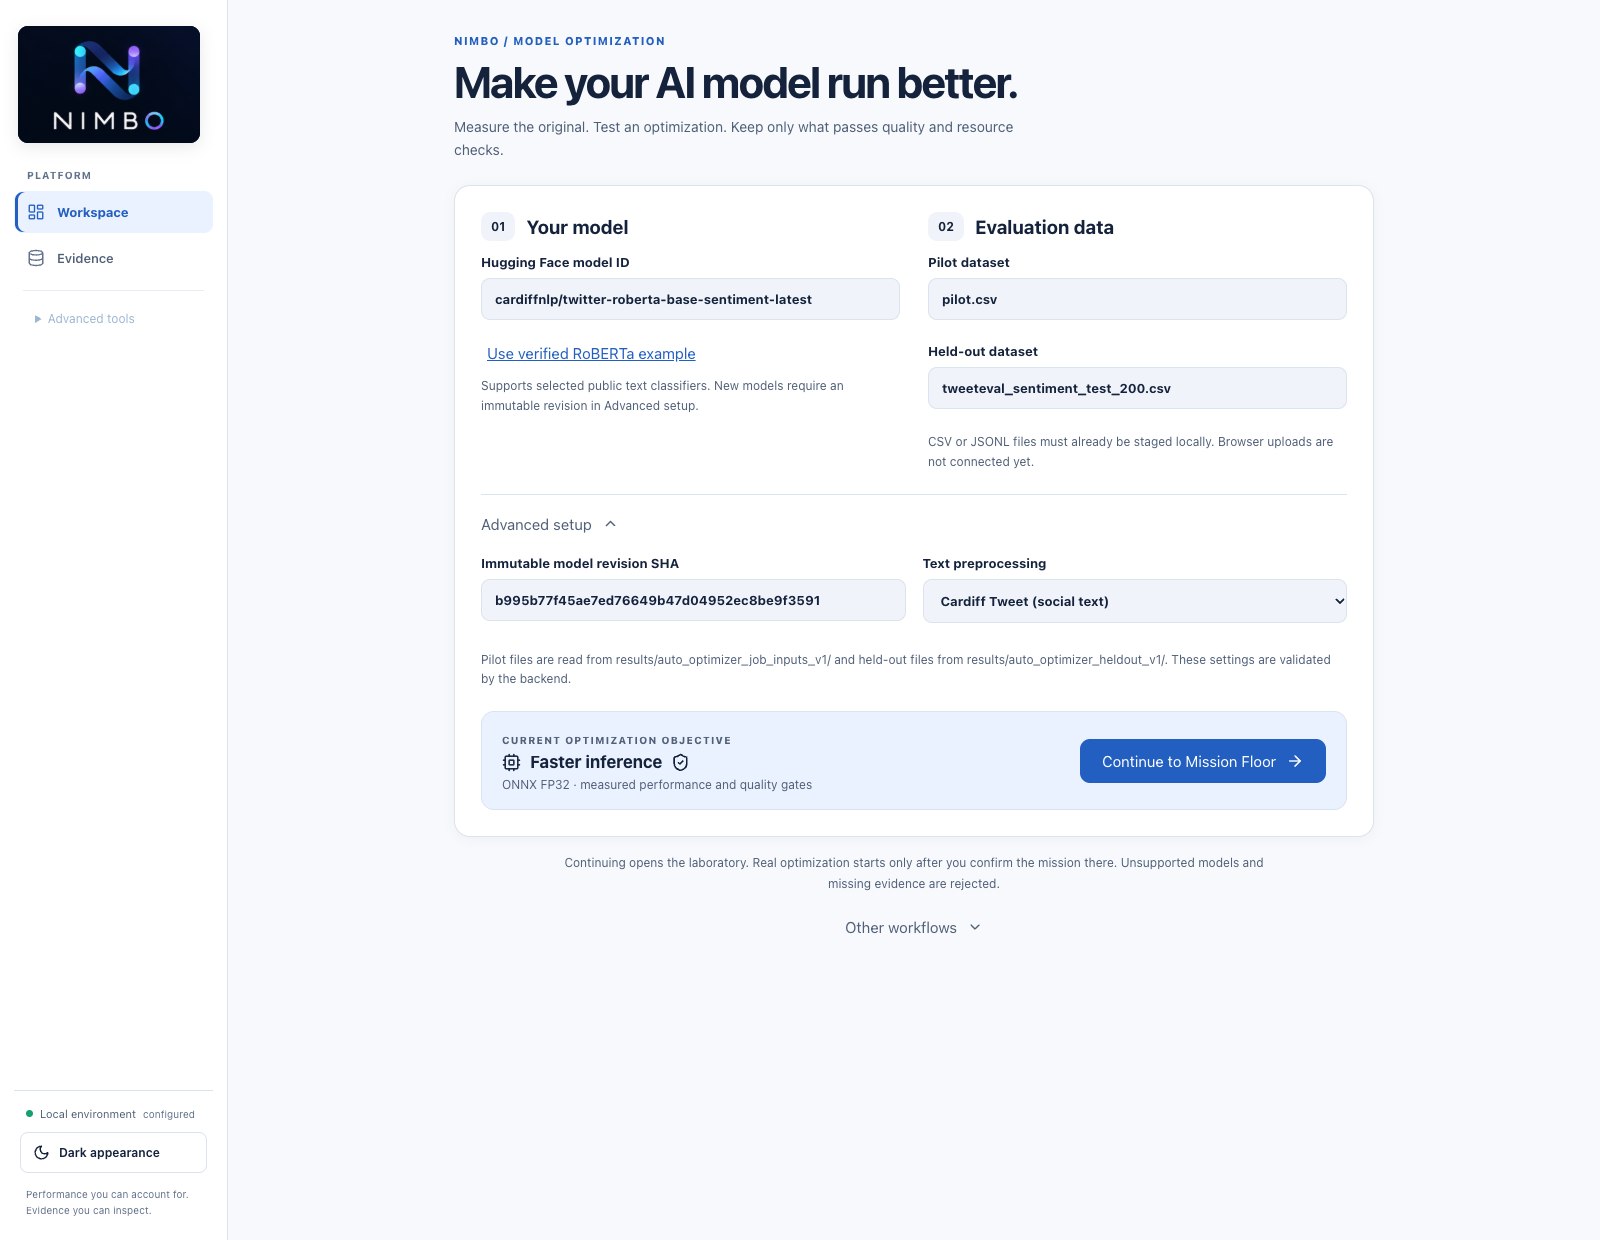 NIMBO
PLATFORM
Workspace
Evidence
Advanced tools
Local environment configured
Dark appearance
Performance you can account for.
Evidence you can inspect.
NIMBO / MODEL OPTIMIZATION
Make your AI model run better.
Measure the original. Test an optimization. Keep only what passes quality and resource
checks.
01 Your model
Hugging Face model ID
cardiffnlp/twitter-roberta-base-sentiment-latest
Use verified RoBERTa example
Supports selected public text classifiers. New models require an
immutable revision in Advanced setup.
02 Evaluation data
Pilot dataset
pilot.csv
Held-out dataset
tweeteval_sentiment_test_200.csv
CSV or JSONL files must already be staged locally. Browser uploads are
not connected yet.
Advanced setup
Immutable model revision SHA
b995b77f45ae7ed76649b47d04952ec8be9f3591
Text preprocessing
Cardiff Tweet (social text)
Pilot files are read from results/auto_optimizer_job_inputs_v1/ and held-out files from results/auto_optimizer_heldout_v1/. These settings are validated
by the backend.
CURRENT OPTIMIZATION OBJECTIVE
Faster inference
ONNX FP32 · measured performance and quality gates
Continue to Mission Floor
Continuing opens the laboratory. Real optimization starts only after you confirm the mission there. Unsupported models and
missing evidence are rejected.
Other workflows